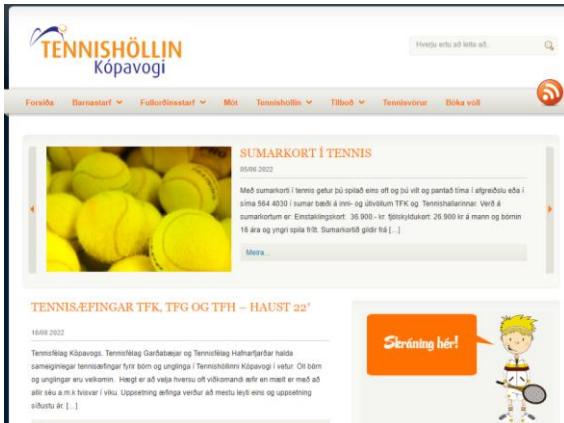 TENNISHÖLLIN
Kópavogi
Hverju ertu að leita að..
Forsíða Barnastarf Fullorðinsstarf Mót Tennishöllin Tilboð Tennisvörur Bóka völl
SUMARKORT Í TENNIS
05/06 2022
Með sumarkorti í tennis getur þú spilað eins oft og þú vilt og pantað tíma í afgreiðslu eða í
síma 564 4030 í sumar bæði á inni- og útivöllum TFK og Tennishallarinnar. Verð á
sumarkortum er: Einstaklingskort: 36.900.- kr. fjölskyldukort: 26.900 kr á mann og börnin
16 ára og yngri spila frítt. Sumarkortið gildir frá […]
Meira...
TENNISÆFINGAR TFK, TFG OG TFH – HAUST 22’
2022
Tennisfélag Kópavogs, Tennisfélag Garðabæjar og Tennisfélag Hafnarfjarðar halda
sameiginlegar tennisæfingar fyrir börn og unglinga í Tennishöllinni Kópavogi í vetur. Öll börn
og unglingar eru velkomin. Hægt er að velja hversu oft viðkomandi æfir en mælt er með að
allir séu a.m.k tvisvar í viku. Uppsetning æfinga verður að mestu leyti eins og uppsetning
síðustu ár. […]
Skráning hér!